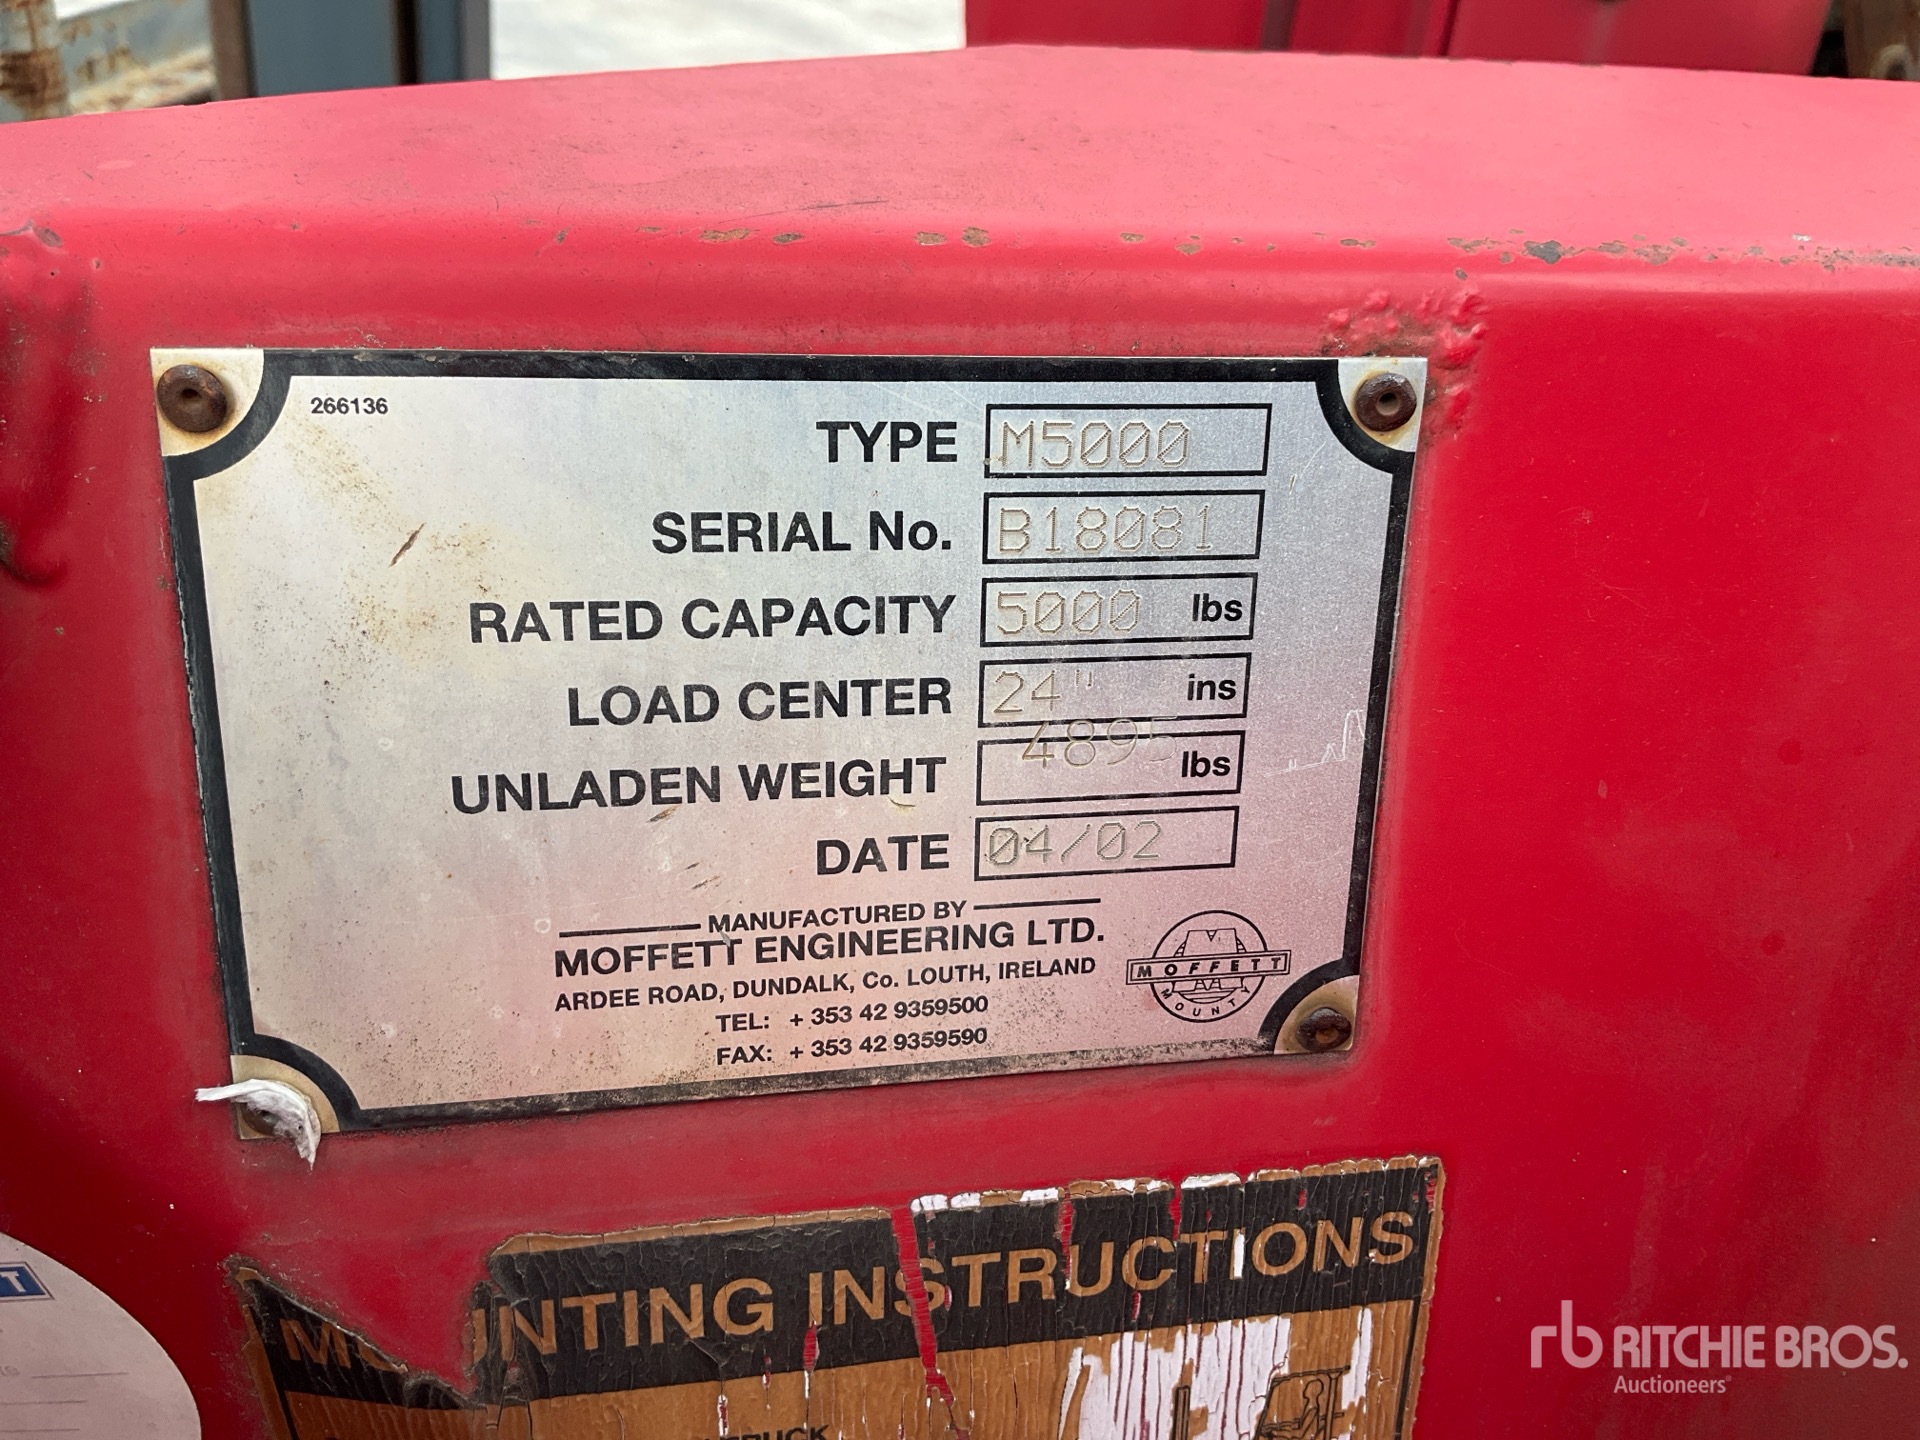 266136
TYPE M5000
SERIAL No. B18081
RATED CAPACITY 5000 lbs
LOAD CENTER 24" ins
UNLADEN WEIGHT 4895 lbs
DATE 04/02
MANUFACTURED BY
MOFFETT ENGINEERING LTD.
ARDEE ROAD, DUNDALK, Co. LOUTH, IRELAND
TEL: + 353 42 9359500
FAX: + 353 42 9359590
MOFFETT
MOUNTY
INSTRUCTIONS
rb RITCHIE BROS.
Auctioneers